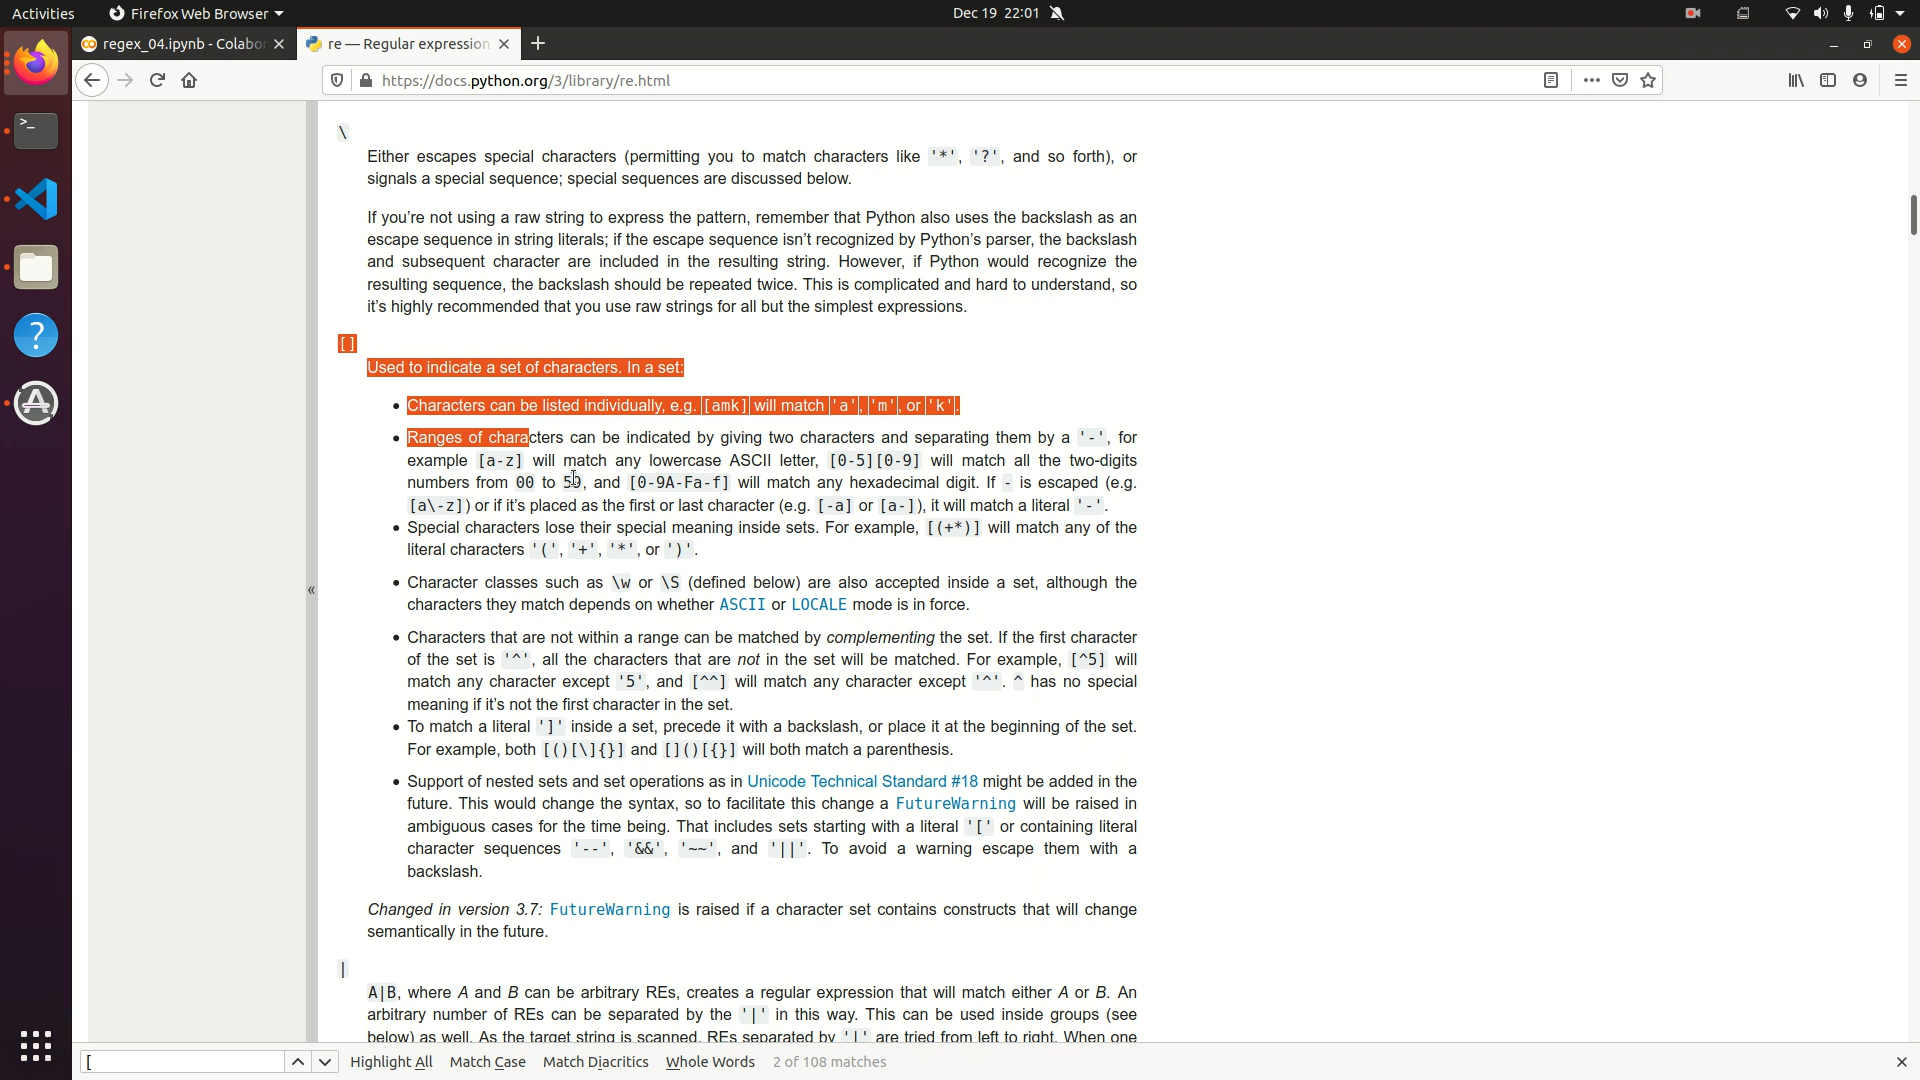 Activities Firefox Web Browser Dec 19 22:01
regex_04.ipynb - Colabo re — Regular expression
https://docs.python.org/3/library/re.html
\
Either escapes special characters (permitting you to match characters like '*', '?', and so forth), or
signals a special sequence; special sequences are discussed below.
If you're not using a raw string to express the pattern, remember that Python also uses the backslash as an
escape sequence in string literals; if the escape sequence isn't recognized by Python's parser, the backslash
and subsequent character are included in the resulting string. However, if Python would recognize the
resulting sequence, the backslash should be repeated twice. This is complicated and hard to understand, so
it's highly recommended that you use raw strings for all but the simplest expressions.
[]
Used to indicate a set of characters. In a set:
• Characters can be listed individually, e.g. [amk] will match 'a', 'm', or 'k'.
• Ranges of characters can be indicated by giving two characters and separating them by a '-', for
example [a-z] will match any lowercase ASCII letter, [0-5][0-9] will match all the two-digits
numbers from 00 to 59, and [0-9A-Fa-f] will match any hexadecimal digit. If - is escaped (e.g.
[a\-z]) or if it's placed as the first or last character (e.g. [-a] or [a-]), it will match a literal '-'.
• Special characters lose their special meaning inside sets. For example, [(+*)] will match any of the
literal characters '(', '+', '*', or ')'.
• Character classes such as \w or \S (defined below) are also accepted inside a set, although the
characters they match depends on whether ASCII or LOCALE mode is in force.
• Characters that are not within a range can be matched by complementing the set. If the first character
of the set is '^', all the characters that are not in the set will be matched. For example, [^5] will
match any character except '5', and [^^] will match any character except '^'. ^ has no special
meaning if it's not the first character in the set.
• To match a literal ']' inside a set, precede it with a backslash, or place it at the beginning of the set.
For example, both [()[\]{}] and []()[{}] will both match a parenthesis.
• Support of nested sets and set operations as in Unicode Technical Standard #18 might be added in the
future. This would change the syntax, so to facilitate this change a FutureWarning will be raised in
ambiguous cases for the time being. That includes sets starting with a literal '[' or containing literal
character sequences '--', '&&', '~~', and '||'. To avoid a warning escape them with a
backslash.
Changed in version 3.7: FutureWarning is raised if a character set contains constructs that will change
semantically in the future.
|
A|B, where A and B can be arbitrary REs, creates a regular expression that will match either A or B. An
arbitrary number of REs can be separated by the '|' in this way. This can be used inside groups (see
below) as well. As the target string is scanned, REs separated by '|' are tried from left to right. When one
«
[ Highlight All Match Case Match Diacritics Whole Words 2 of 108 matches